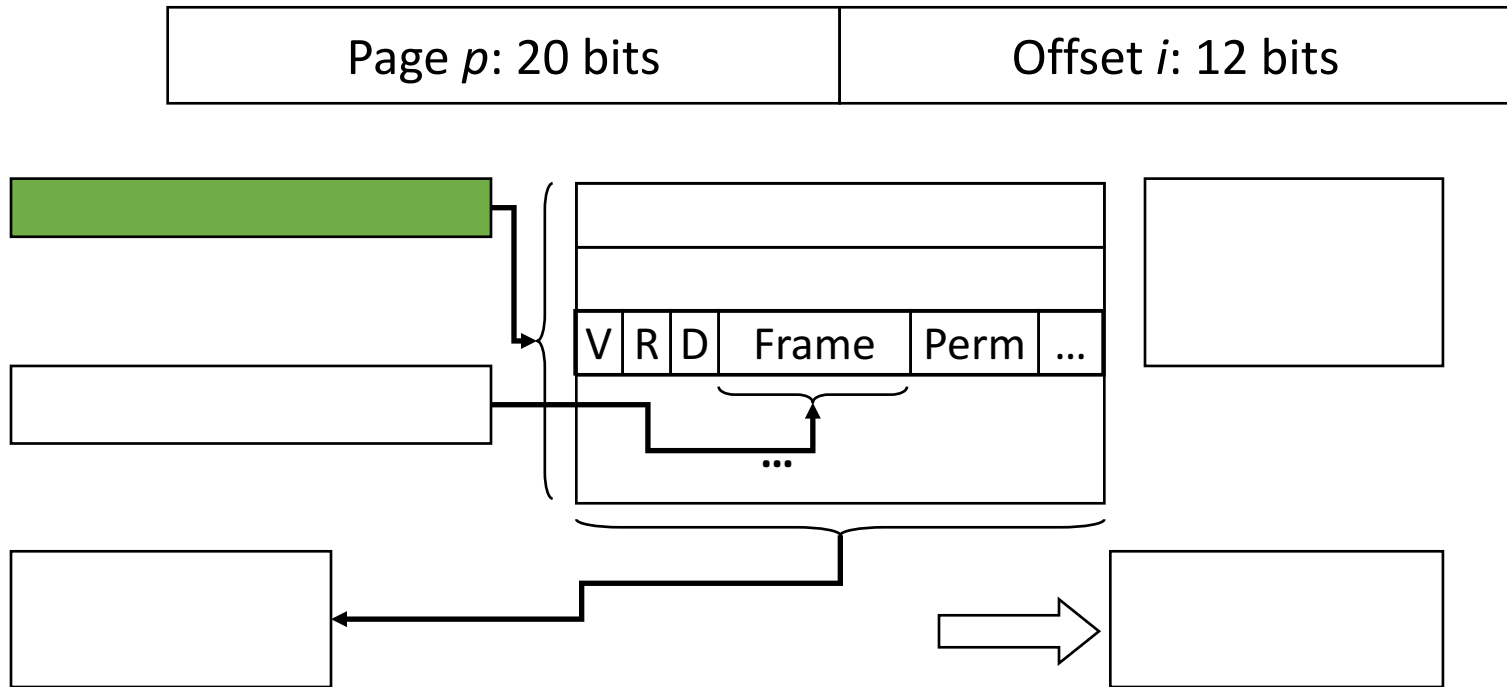 Page p: 20 bits Offset i: 12 bits
V R D Frame Perm …
…